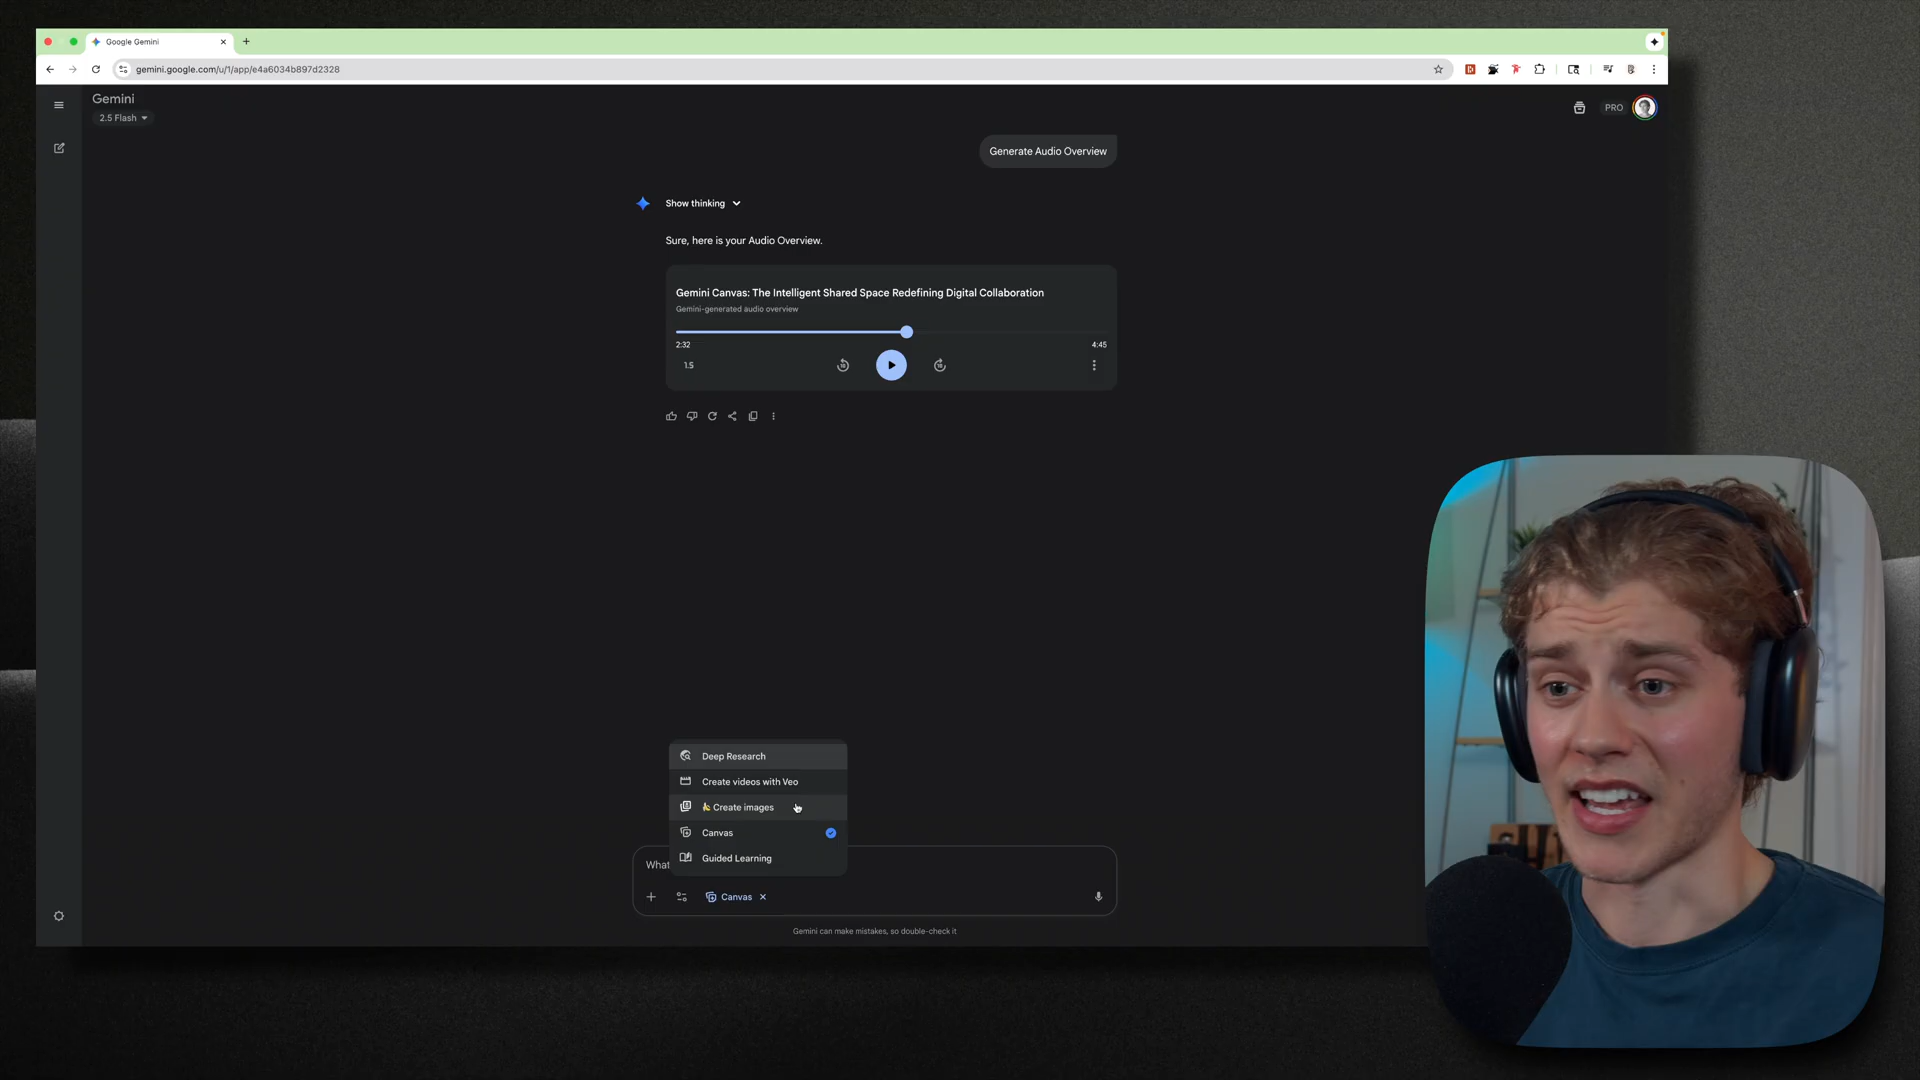 Google Gemini
gemini.google.com/u/1/app/e4a6034b897d2328
Gemini
2.5 Flash
PRO
Generate Audio Overview
Show thinking
Sure, here is your Audio Overview.
Gemini Canvas: The Intelligent Shared Space Redefining Digital Collaboration
Gemini-generated audio overview
2:32
4:45
1.5
Deep Research
Create videos with Veo
🍌 Create images
Canvas
Guided Learning
What
Canvas
Gemini can make mistakes, so double-check it